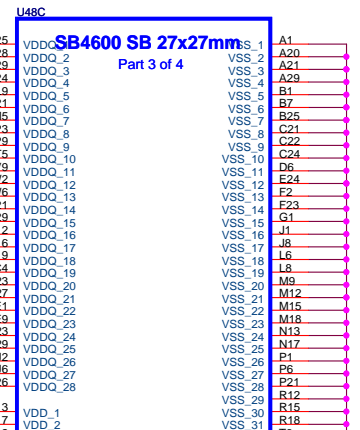 U48C
SB4600 SB 27x27mm
Part 3 of 4
VSS_1 A1
VDDQ_2 VSS_2 A20
VDDQ_3 VSS_3 A21
VDDQ_4 VSS_4 A29
VDDQ_5 VSS_5 B1
VDDQ_6 VSS_6 B7
VDDQ_7 VSS_7 B25
VDDQ_8 VSS_8 C21
VDDQ_9 VSS_9 C22
VDDQ_10 VSS_10 C24
VDDQ_11 VSS_11 D6
VDDQ_12 VSS_12 E24
VDDQ_13 VSS_13 F2
VDDQ_14 VSS_14 F23
VDDQ_15 VSS_15 G1
VDDQ_16 VSS_16 J1
VDDQ_17 VSS_17 J8
VDDQ_18 VSS_18 L6
VDDQ_19 VSS_19 L8
VDDQ_20 VSS_20 M9
VDDQ_21 VSS_21 M12
VDDQ_22 VSS_22 M15
VDDQ_23 VSS_23 M18
VDDQ_24 VSS_24 N13
VDDQ_25 VSS_25 N17
VDDQ_26 VSS_26 P1
VDDQ_27 VSS_27 P6
VDDQ_28 VSS_28 P21
VSS_29 R12
VDD_1 VSS_30 R15
VDD_2 VSS_31 R18